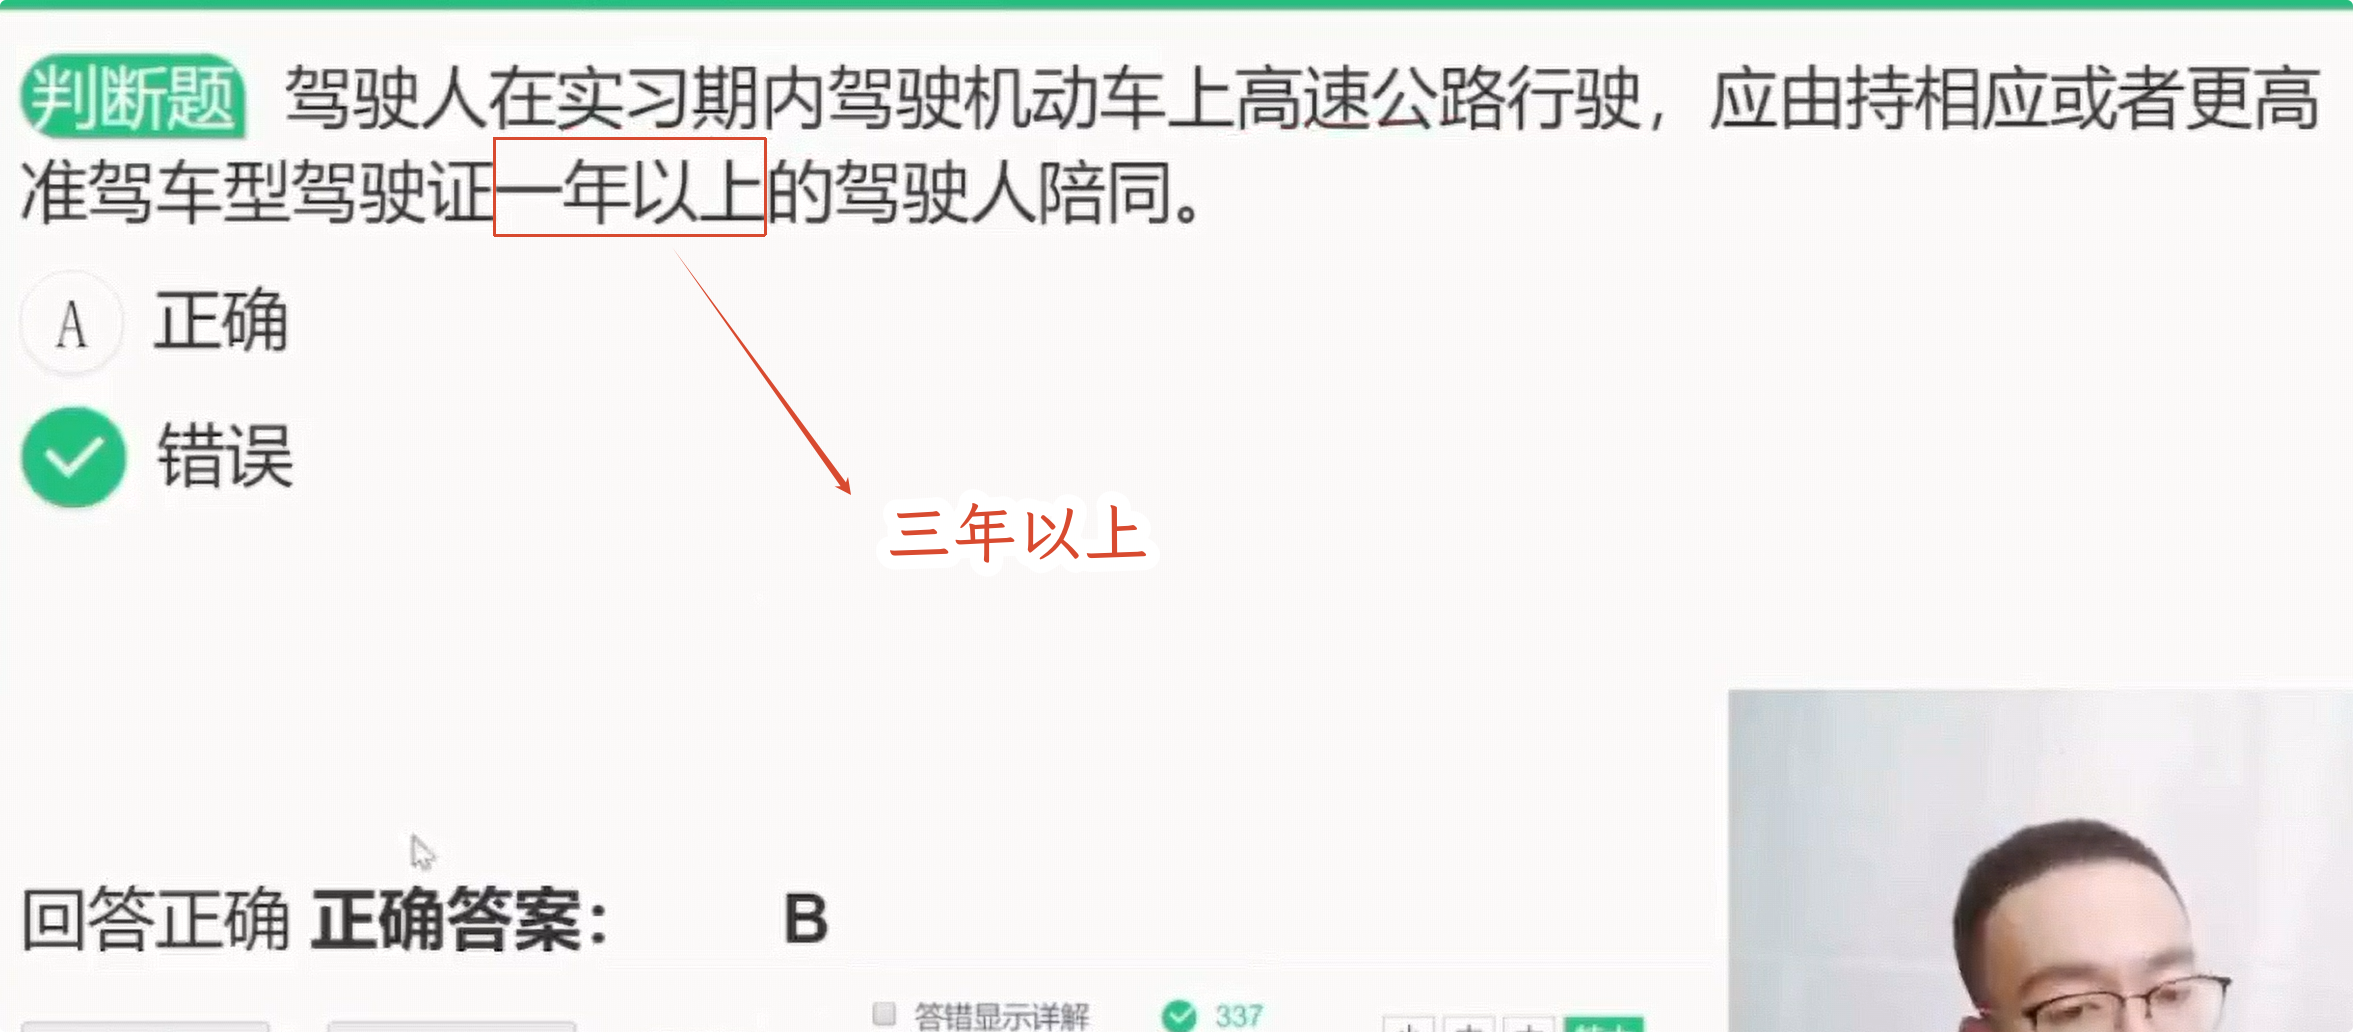 判断题 驾驶人在实习期内驾驶机动车上高速公路行驶，应由持相应或者更高
准驾车型驾驶证一年以上的驾驶人陪同。
A 正确
错误
三年以上
回答正确 正确答案： B
答错显示详解 337